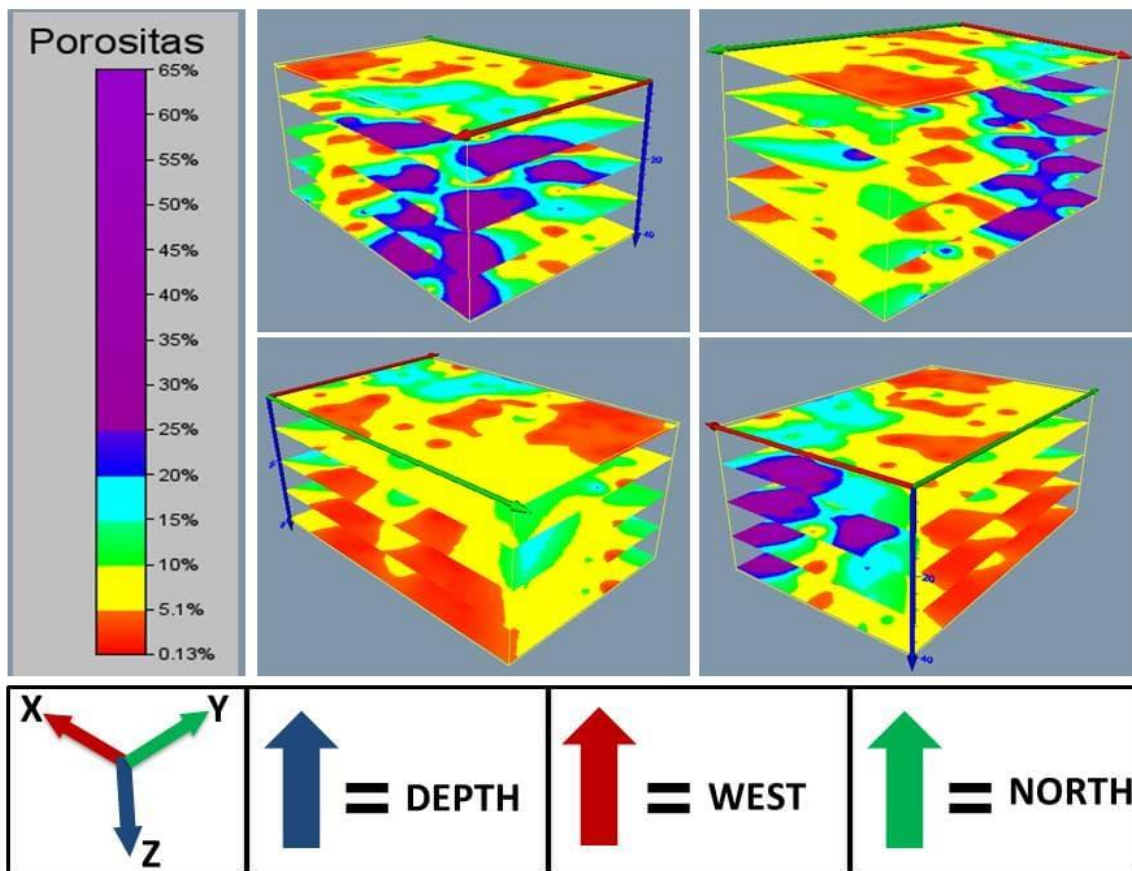 Porositas
65%
60%
55%
50%
45%
40%
35%
30%
25%
20%
15%
10%
5.1%
0.13%
20
40
20
40
X
Y
Z
= DEPTH
= WEST
= NORTH